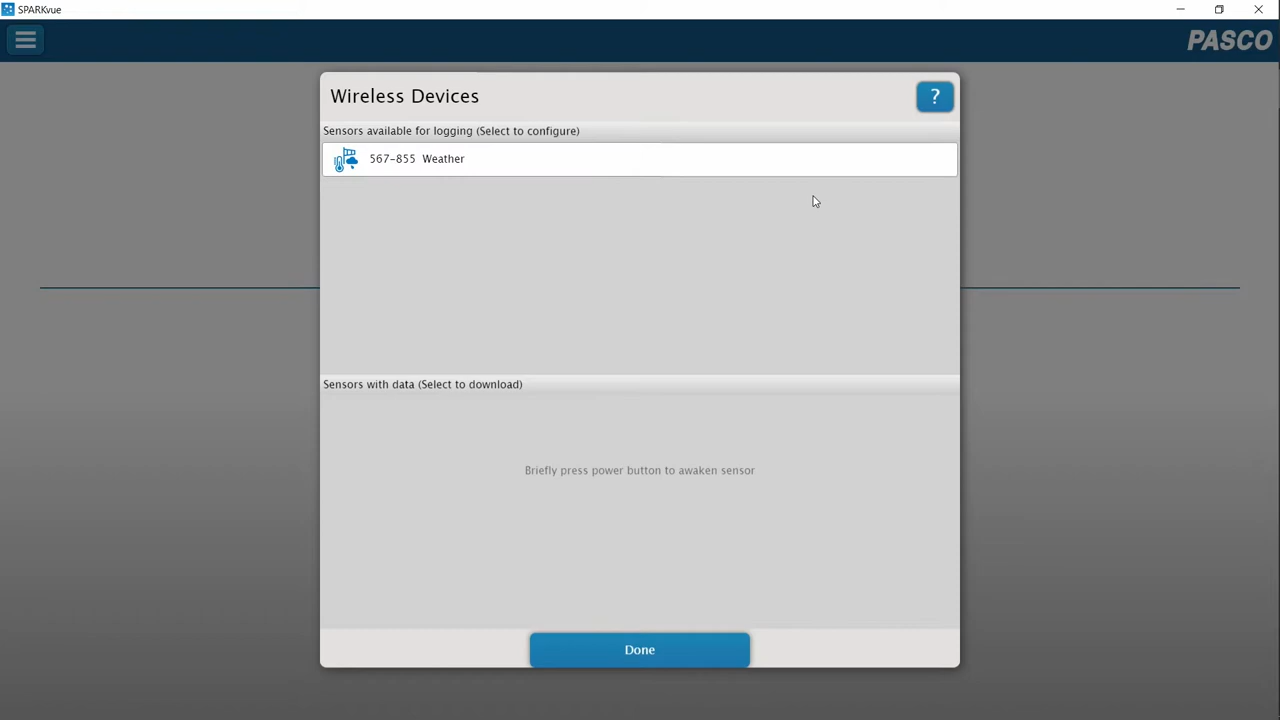 SPARKvue
PASCO
Wireless Devices
?
Sensors available for logging (Select to configure)
567-855 Weather
Sensors with data (Select to download)
Briefly press power button to awaken sensor
Done